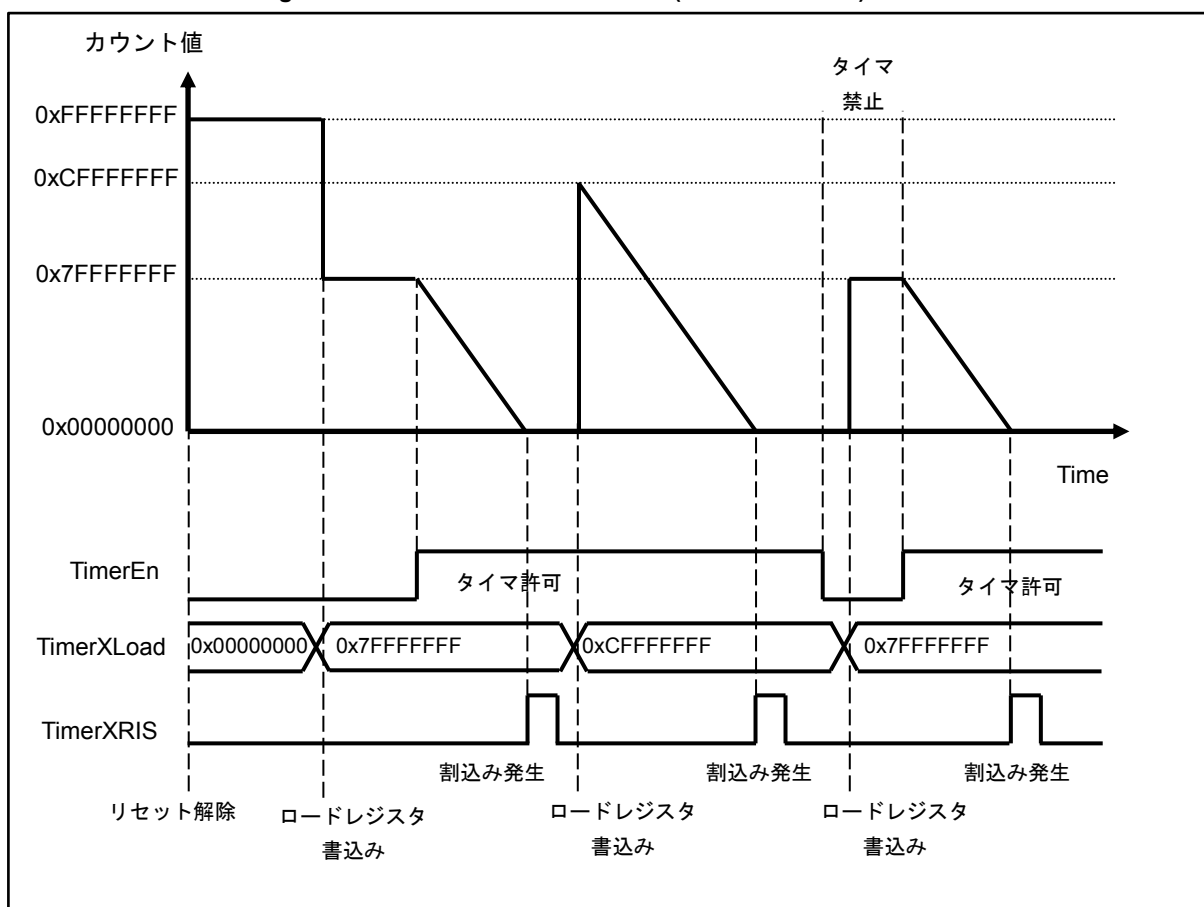 カウント値
タイマ
禁止
0xFFFFFFFF
0xCFFFFFFF
0x7FFFFFFF
0x00000000
Time
TimerEn
タイマ許可
タイマ許可
TimerXLoad
0x00000000
0x7FFFFFFF
0xCFFFFFFF
0x7FFFFFFF
TimerXRIS
割込み発生
割込み発生
割込み発生
リセット解除
ロードレジスタ
書込み
ロードレジスタ
書込み
ロードレジスタ
書込み